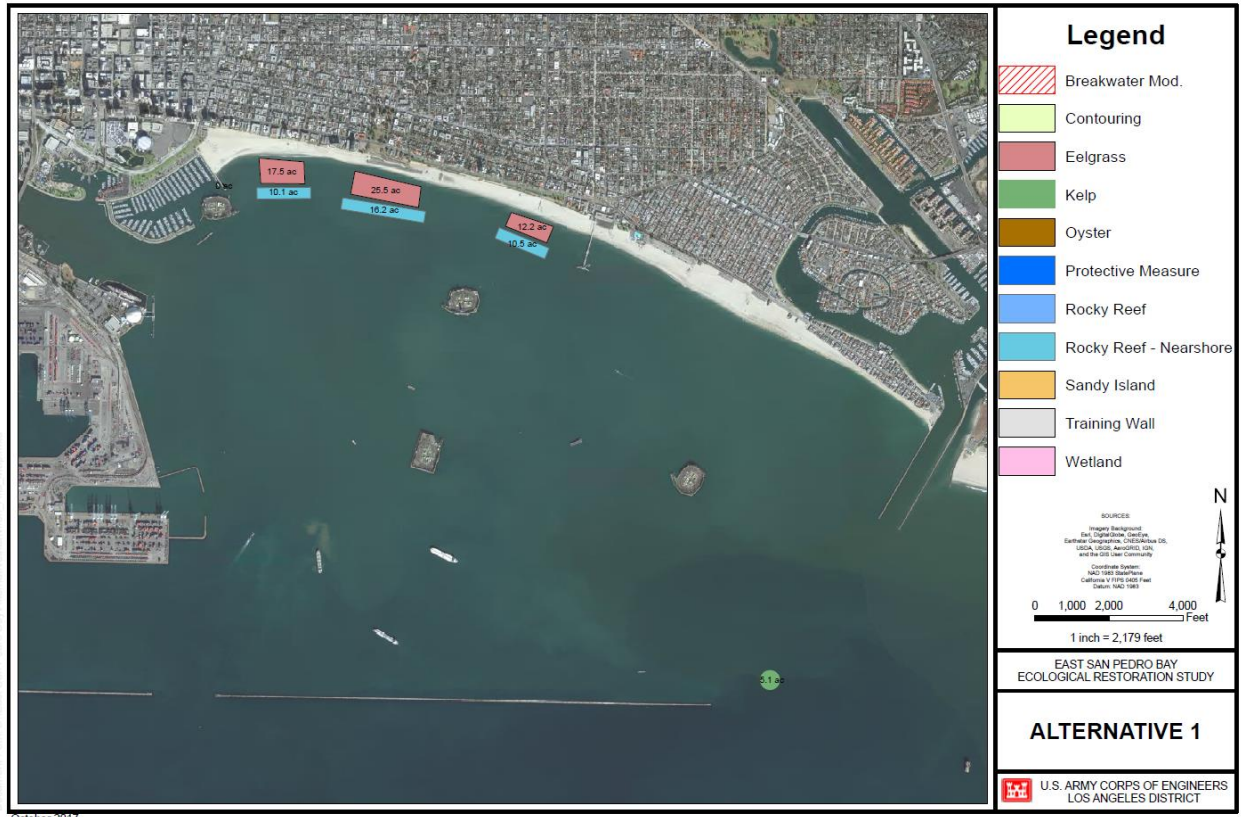 Legend
Breakwater Mod.
Contouring
Eelgrass
Kelp
Oyster
Protective Measure
Rocky Reef
Rocky Reef - Nearshore
Sandy Island
Training Wall
Wetland
N
SOURCES:
Imagery Background:
Esri, DigitalGlobe, GeoEye,
Earthstar Geographics, CNES/Airbus DS,
USDA, USGS, AeroGRID, IGN,
and the GIS User Community
Coordinate System:
NAD 1983 StatePlane
California V FIPS 0405 Feet
Datum: NAD 1983
0 1,000 2,000 4,000
Feet
1 inch = 2,179 feet
EAST SAN PEDRO BAY
ECOLOGICAL RESTORATION STUDY
ALTERNATIVE 1
U.S. ARMY CORPS OF ENGINEERS
LOS ANGELES DISTRICT
17.5 ac
10.1 ac
25.5 ac
16.2 ac
12.2 ac
10.5 ac
5.1 ac
October 2017